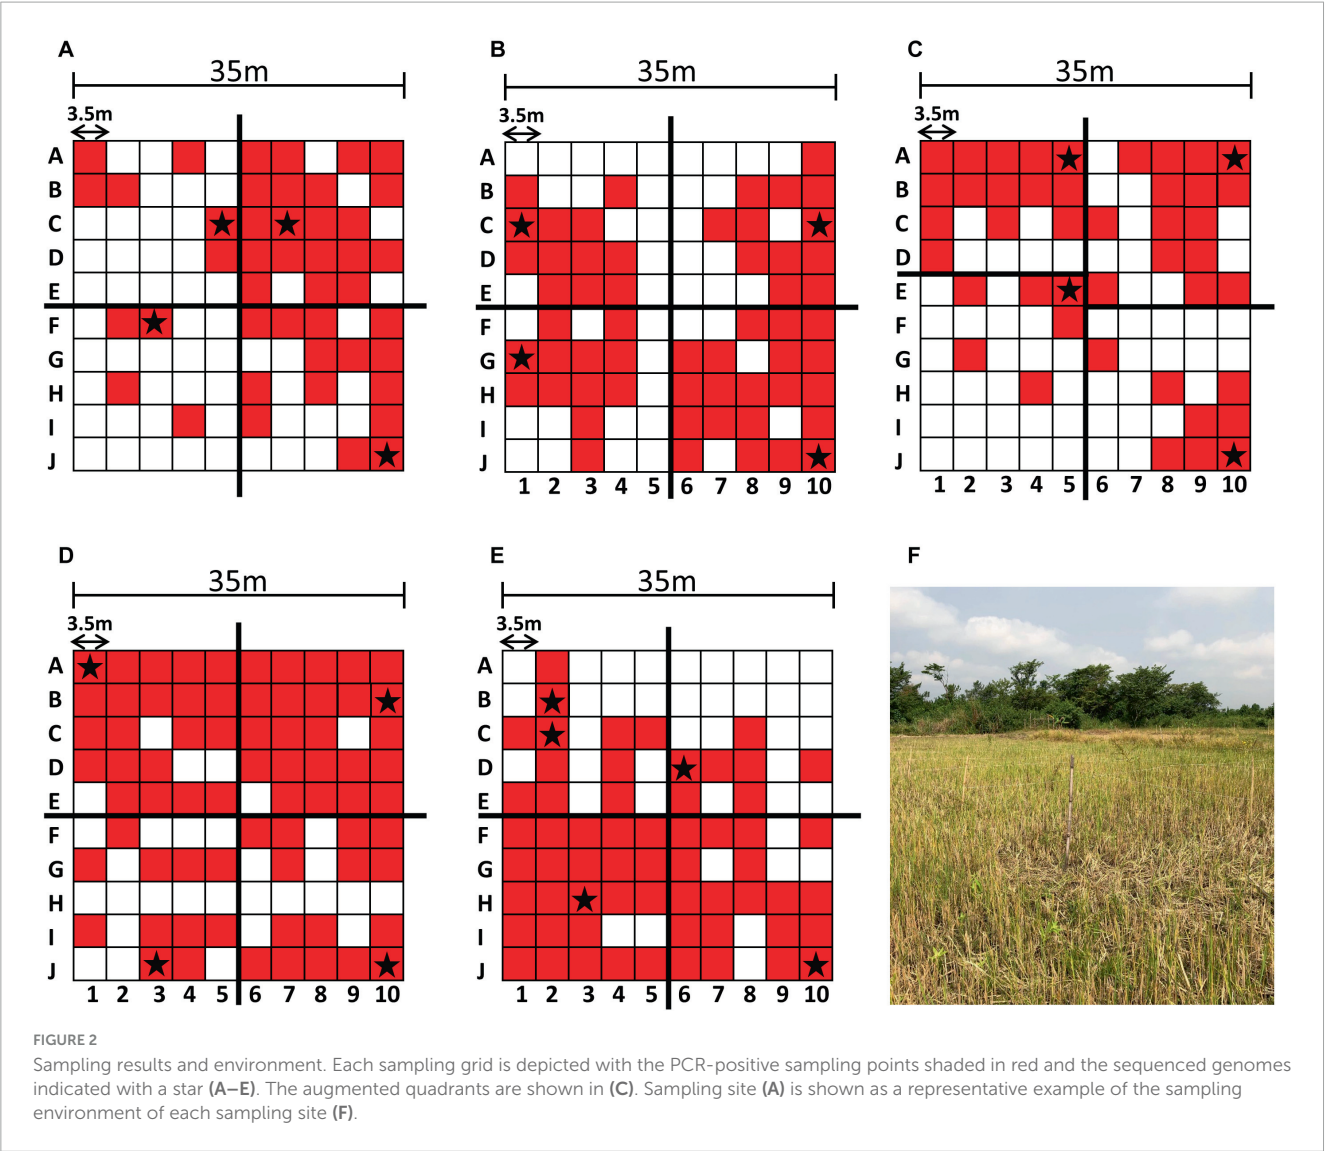 A
35m
3.5m
A
B
C
D
E
F
G
H
I
J
B
35m
3.5m
A
B
C
D
E
F
G
H
I
J
1 2 3 4 5 6 7 8 9 10
C
35m
3.5m
A
B
C
D
E
F
G
H
I
J
1 2 3 4 5 6 7 8 9 10
D
35m
3.5m
A
B
C
D
E
F
G
H
I
J
1 2 3 4 5 6 7 8 9 10
E
35m
3.5m
A
B
C
D
E
F
G
H
I
J
1 2 3 4 5 6 7 8 9 10
F
FIGURE 2
Sampling results and environment. Each sampling grid is depicted with the PCR-positive sampling points shaded in red and the sequenced genomes
indicated with a star (A–E). The augmented quadrants are shown in (C). Sampling site (A) is shown as a representative example of the sampling
environment of each sampling site (F).